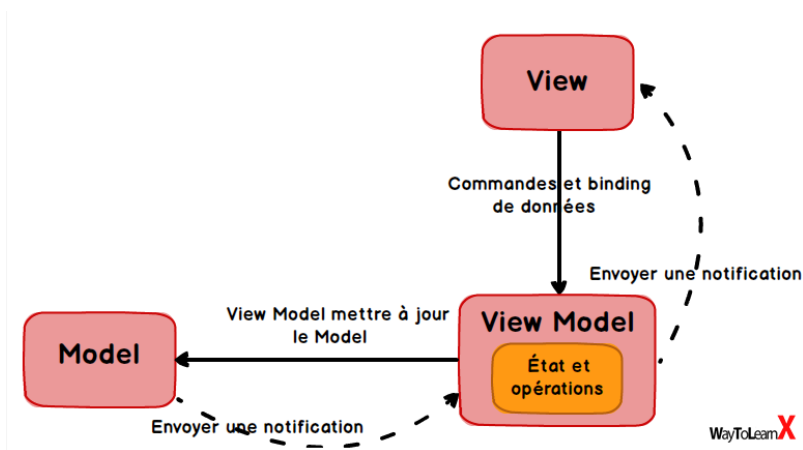 View
Commandes et binding
de données
Envoyer une notification
View Model mettre à jour
le Model
View Model
Model
État et
opérations
Envoyer une notification
WayToLearnX